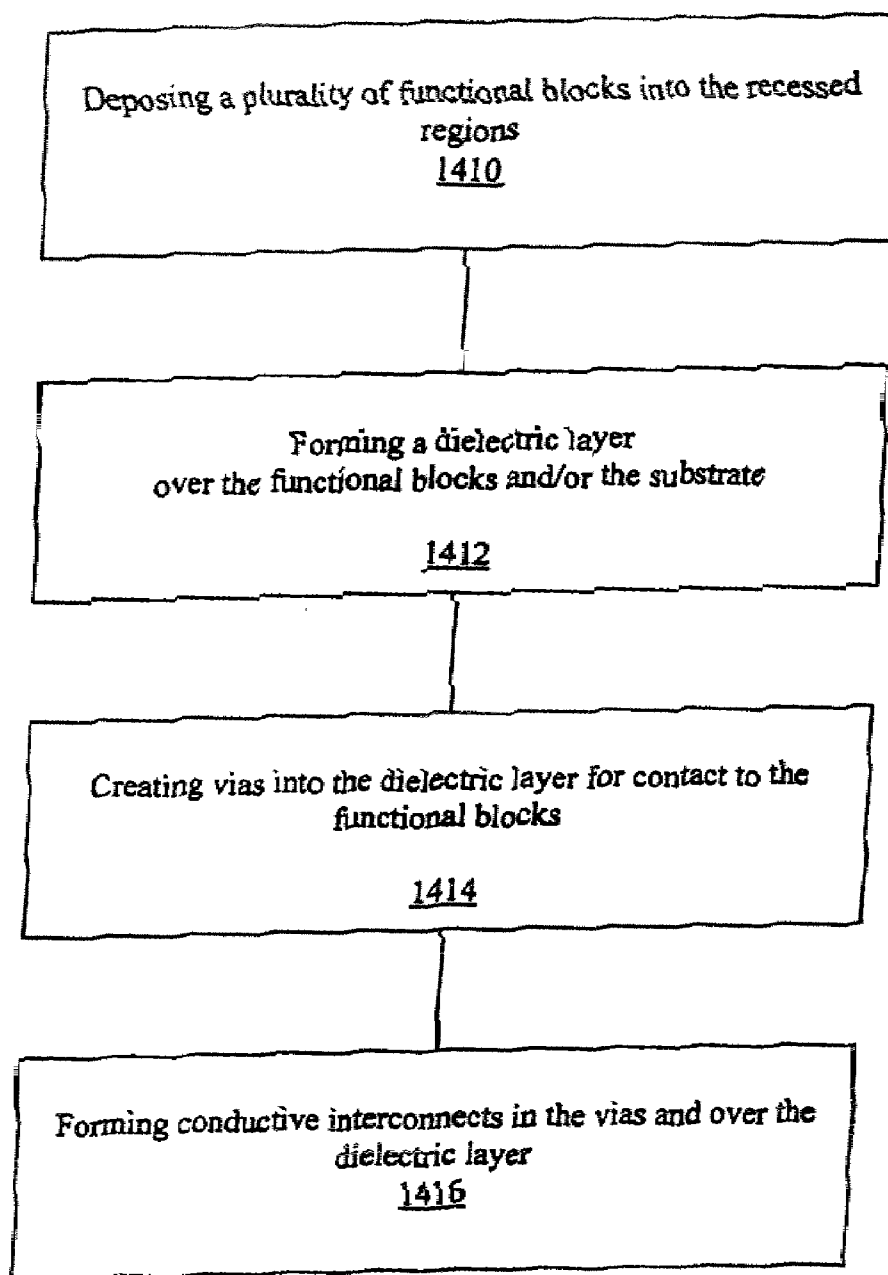 Deposing a plurality of functional blocks into the recessed
regions
1410
Forming a dielectric layer
over the functional blocks and/or the substrate
1412
Creating vias into the dielectric layer for contact to the
functional blocks
1414
Forming conductive interconnects in the vias and over the
dielectric layer
1416